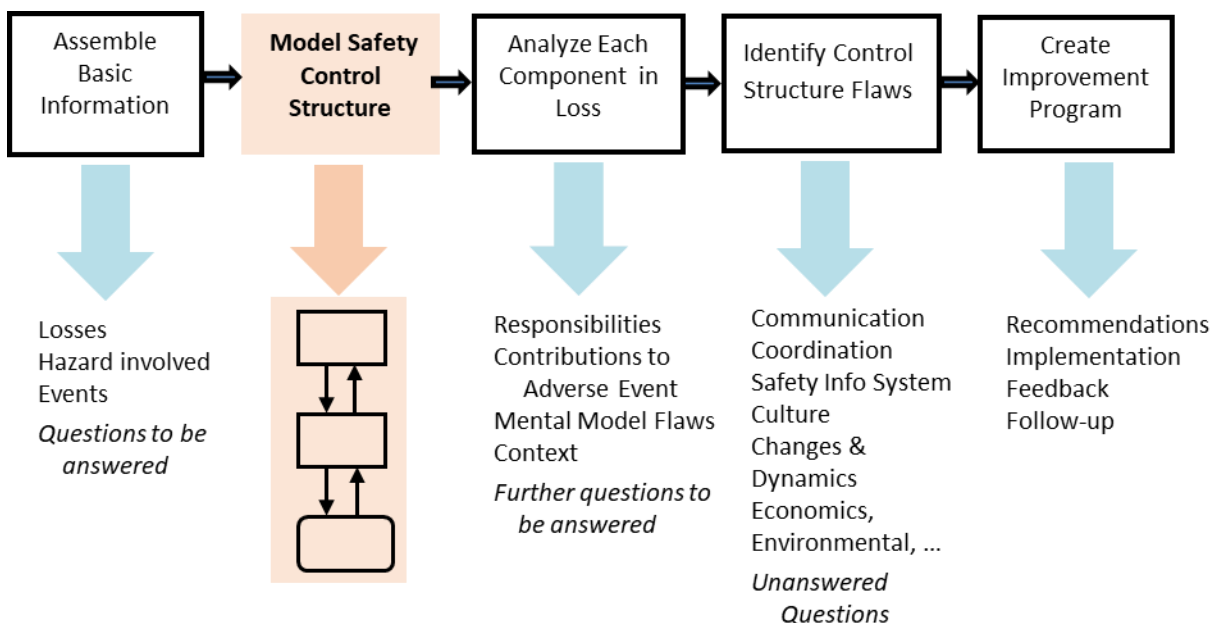 Assemble
Basic
Information
Model Safety
Control
Structure
Analyze Each
Component in
Loss
Identify Control
Structure Flaws
Create
Improvement
Program
Losses
Hazard involved
Events
Questions to be
answered
Responsibilities
Contributions to
Adverse Event
Mental Model Flaws
Context
Further questions to
be answered
Communication
Coordination
Safety Info System
Culture
Changes &
Dynamics
Economics,
Environmental, ...
Unanswered
Questions
Recommendations
Implementation
Feedback
Follow-up